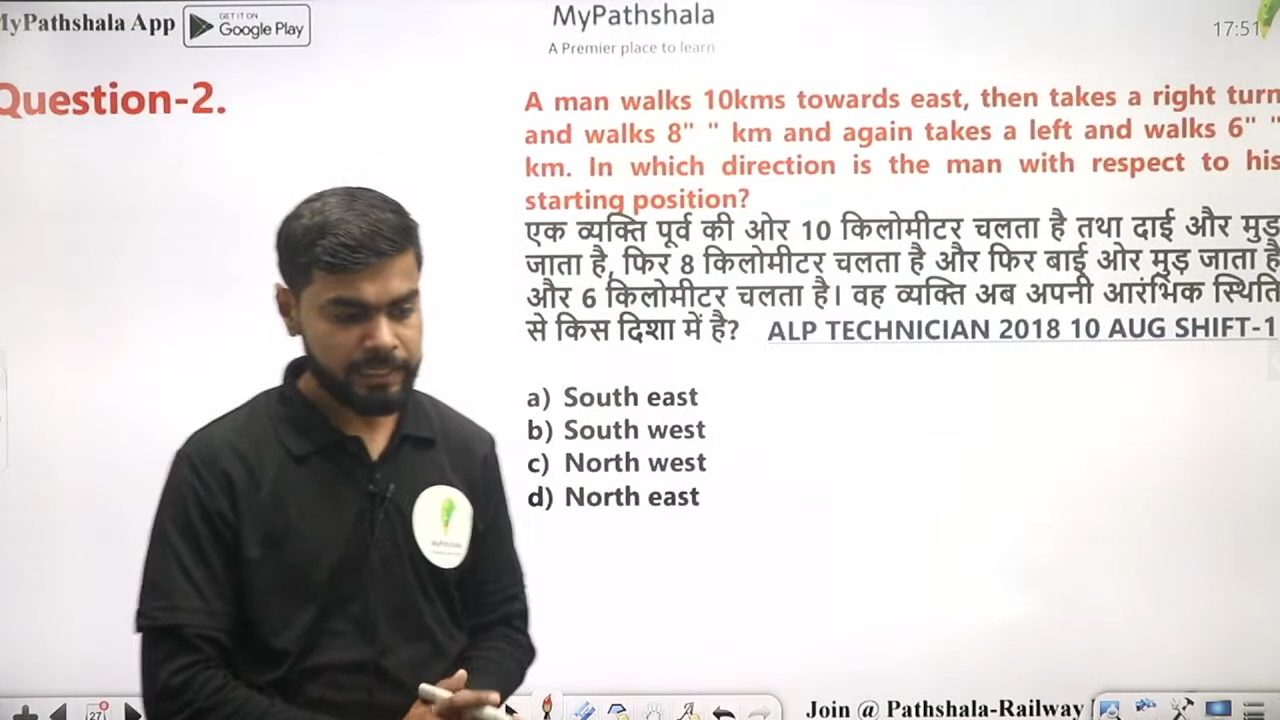 MyPathshala App
GET IT ON
Google Play
MyPathshala
A Premier place to learn
17:51
Question-2.
A man walks 10kms towards east, then takes a right turn
and walks 8" " km and again takes a left and walks 6" "
km. In which direction is the man with respect to his
starting position?
एक व्यक्ति पूर्व की ओर 10 किलोमीटर चलता है तथा दाई और मुड़
जाता है, फिर 8 किलोमीटर चलता है और फिर बाई ओर मुड़ जाता है
और 6 किलोमीटर चलता है। वह व्यक्ति अब अपनी आरंभिक स्थिति
से किस दिशा में है? ALP TECHNICIAN 2018 10 AUG SHIFT-1
a) South east
b) South west
c) North west
d) North east
27
Join @ Pathshala-Railway